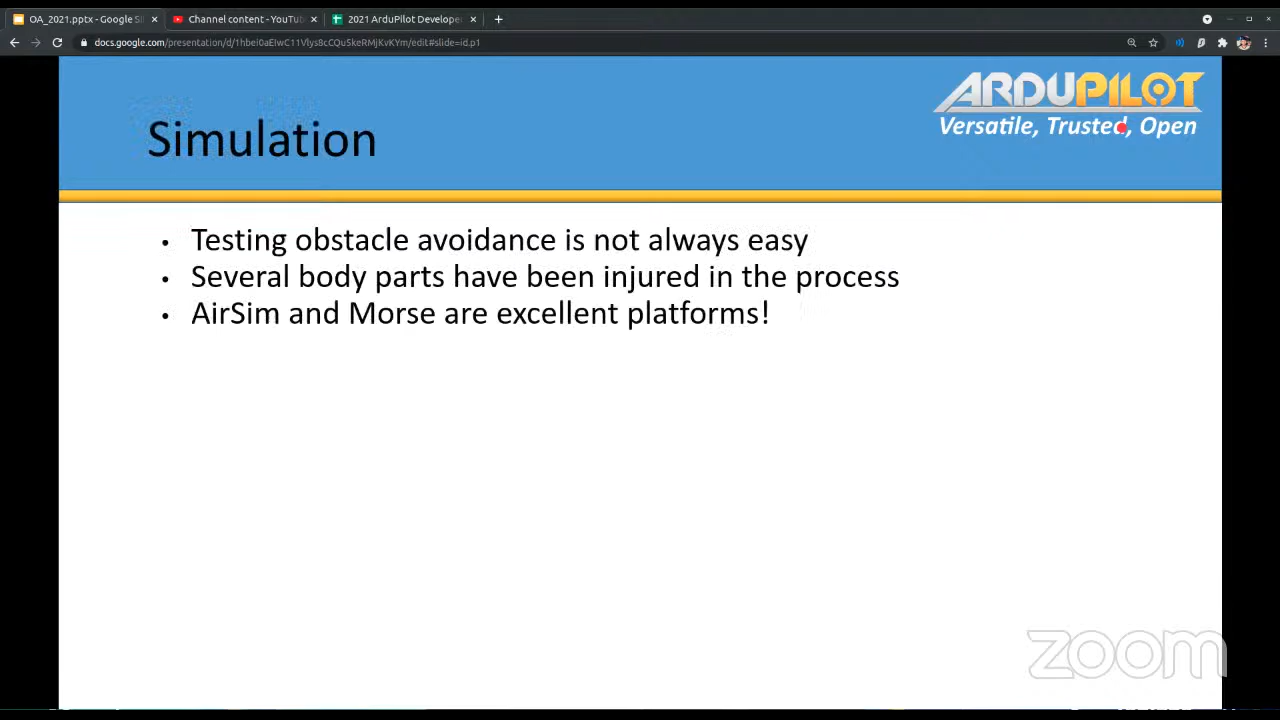 OA_2021.pptx - Google Sl
Channel content - YouTu
2021 ArduPilot Develope
docs.google.com/presentation/d/1hbei0aEIwC11Vlys8cCQu5keRMjKvKYm/edit#slide=id.p1
ARDUPILOT
Versatile, Trusted, Open
Simulation
• Testing obstacle avoidance is not always easy
• Several body parts have been injured in the process
• AirSim and Morse are excellent platforms!
zoom